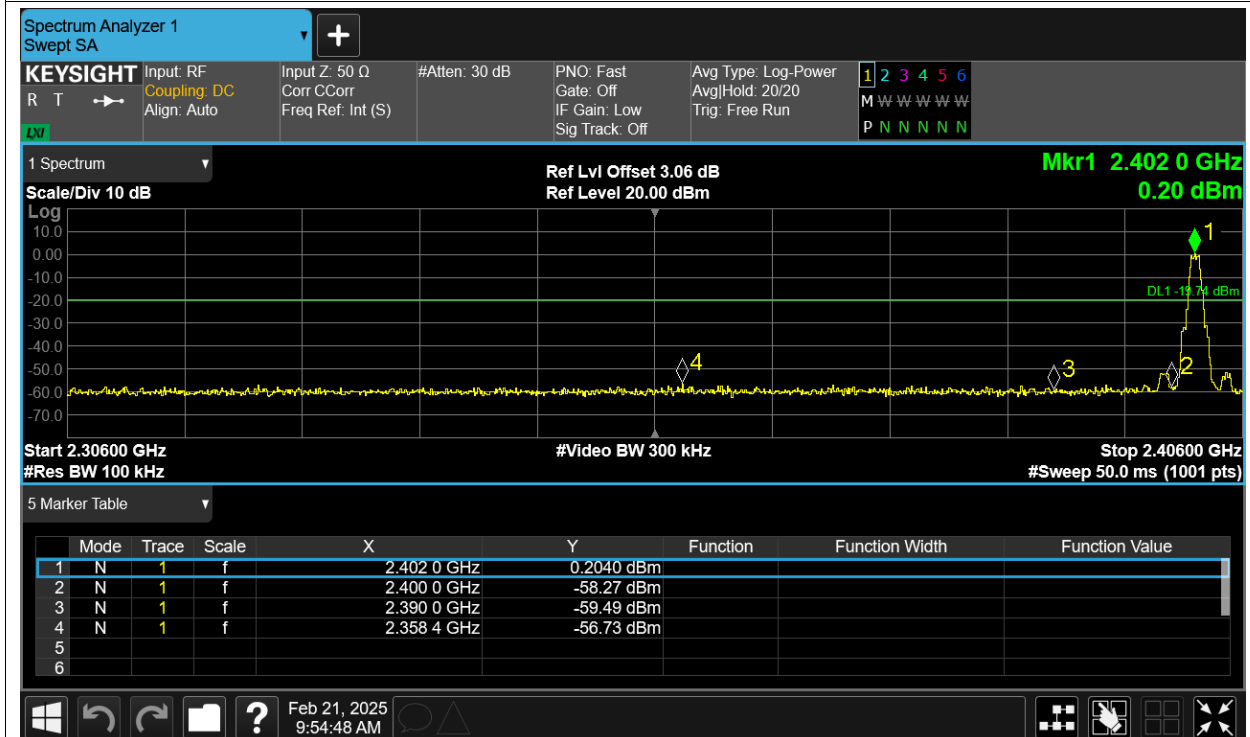 Spectrum Analyzer 1
Swept SA
KEYSIGHT
R T
LXI
Input: RF
Coupling: DC
Align: Auto
Input Z: 50 Ω
Corr CCorr
Freq Ref: Int (S)
#Atten: 30 dB
PNO: Fast
Gate: Off
IF Gain: Low
Sig Track: Off
Avg Type: Log-Power
Avg|Hold: 20/20
Trig: Free Run
1 2 3 4 5 6
M W W W W W W
P N N N N N N
1 Spectrum
Scale/Div 10 dB
Ref Lvl Offset 3.06 dB
Ref Level 20.00 dBm
Mkr1 2.402 0 GHz
0.20 dBm
Log
10.0
0.00
-10.0
-20.0
-30.0
-40.0
-50.0
-60.0
-70.0
1
DL1 -19.74 dBm
4
3
2
Start 2.30600 GHz
#Video BW 300 kHz
Stop 2.40600 GHz
#Res BW 100 kHz
#Sweep 50.0 ms (1001 pts)
5 Marker Table
Mode Trace Scale X Y Function Function Width Function Value
1 N 1 f 2.402 0 GHz 0.2040 dBm
2 N 1 f 2.400 0 GHz -58.27 dBm
3 N 1 f 2.390 0 GHz -59.49 dBm
4 N 1 f 2.358 4 GHz -56.73 dBm
5
6
?
Feb 21, 2025
9:54:48 AM